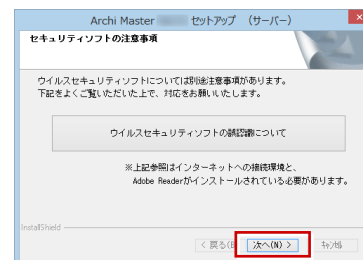 Archi Master セットアップ (サーバー)
セキュリティソフトの注意事項
ウイルスセキュリティソフトについては別途注意事項があります。
下記をよくご覧いただいた上で、対応をお願いいたします。
ウイルスセキュリティソフトの誤認識について
※上記参照はインターネットへの接続環境と、
Adobe Readerがインストールされている必要があります。
InstallShield
< 戻る(B
次へ(N) >
ｷｬﾝｾﾙ